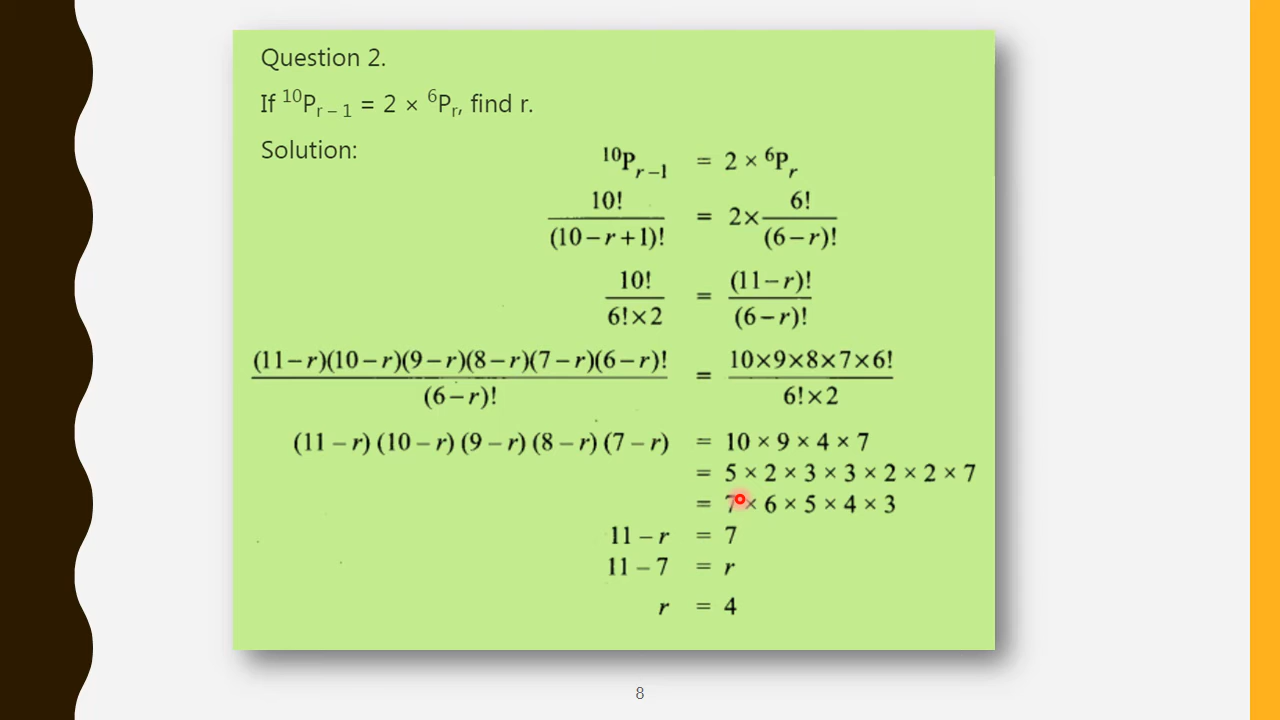 Question 2.
If ¹⁰Pᵣ₋₁ = 2 × ⁶Pᵣ, find r.
Solution:
¹⁰Pᵣ₋₁ = 2 × ⁶Pᵣ
10!/(10−r+1)! = 2× 6!/(6−r)!
10!/(6!×2) = (11−r)!/(6−r)!
(11−r)(10−r)(9−r)(8−r)(7−r)(6−r)!/(6−r)! = 10×9×8×7×6!/(6!×2)
(11 − r) (10 − r) (9 − r) (8 − r) (7 − r) = 10 × 9 × 4 × 7
= 5 × 2 × 3 × 3 × 2 × 2 × 7
= 7 × 6 × 5 × 4 × 3
11 − r = 7
11 − 7 = r
r = 4
8